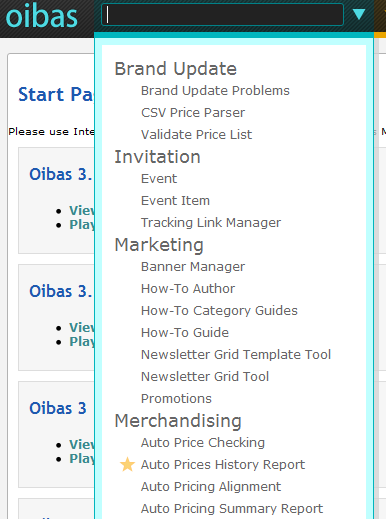 oibas
Brand Update
Brand Update Problems
CSV Price Parser
Validate Price List
Invitation
Event
Event Item
Tracking Link Manager
Marketing
Banner Manager
How-To Author
How-To Category Guides
How-To Guide
Newsletter Grid Template Tool
Newsletter Grid Tool
Promotions
Merchandising
Auto Price Checking
Auto Prices History Report
Auto Pricing Alignment
Auto Pricing Summary Report
Start Pa
Please use Inte
Oibas 3.
View
Play
Oibas 3.
View
Play
Oibas 3
View
Play